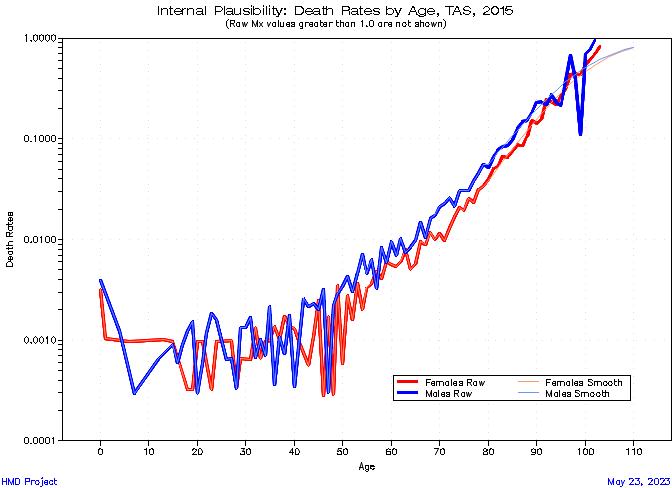 Internal Plausibility: Death Rates by Age, TAS, 2015
(Raw Mx values greater than 1.0 are not shown)
1.0000
0.1000
0.0100
0.0010
0.0001
Death Rates
0 10 20 30 40 50 60 70 80 90 100 110
Age
Females Raw Females Smooth
Males Raw Males Smooth
HMD Project May 23, 2023